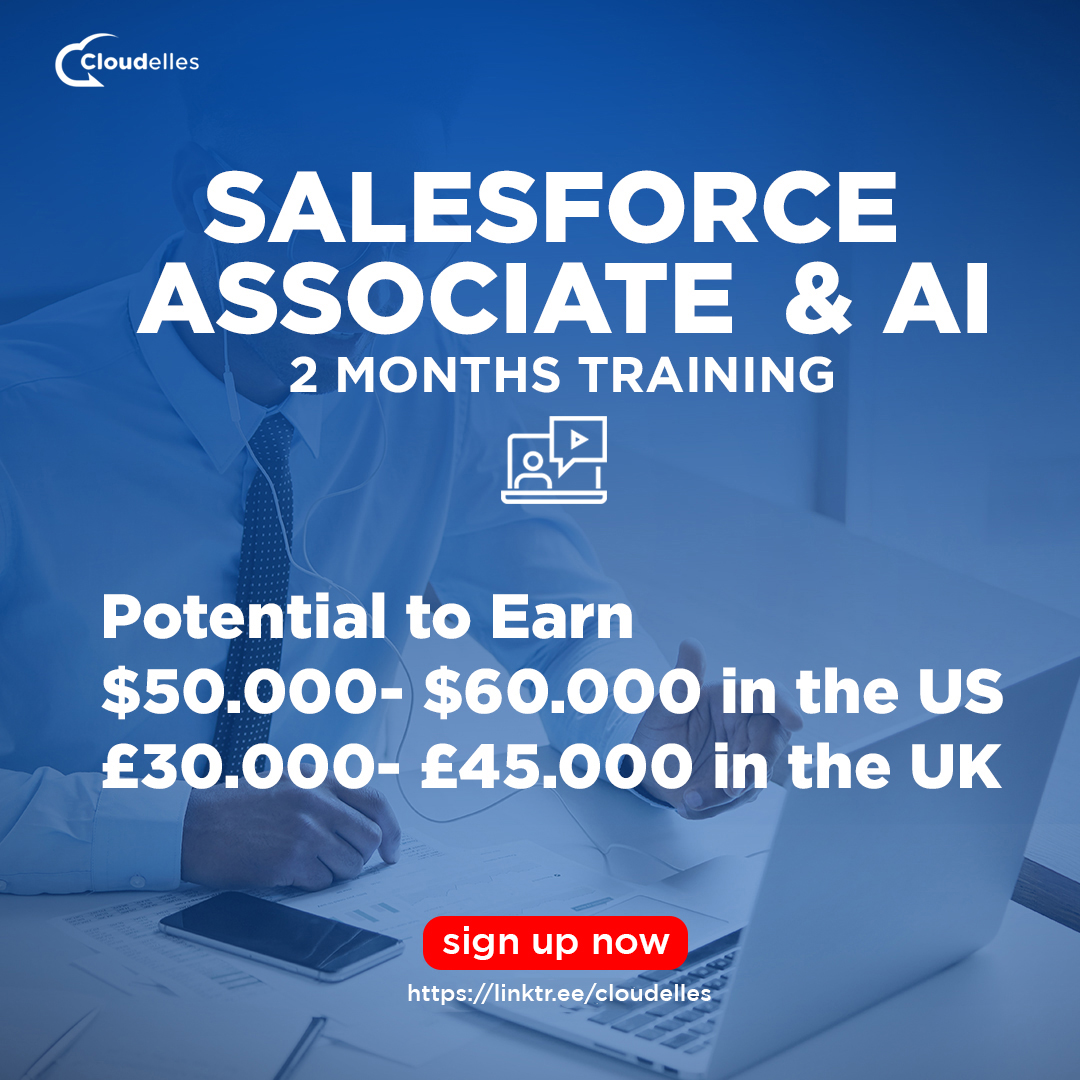 Cloudelles
SALESFORCE
ASSOCIATE & AI
2 MONTHS TRAINING
Potential to Earn
$50.000- $60.000 in the US
£30.000- £45.000 in the UK
sign up now
https://linktr.ee/cloudelles